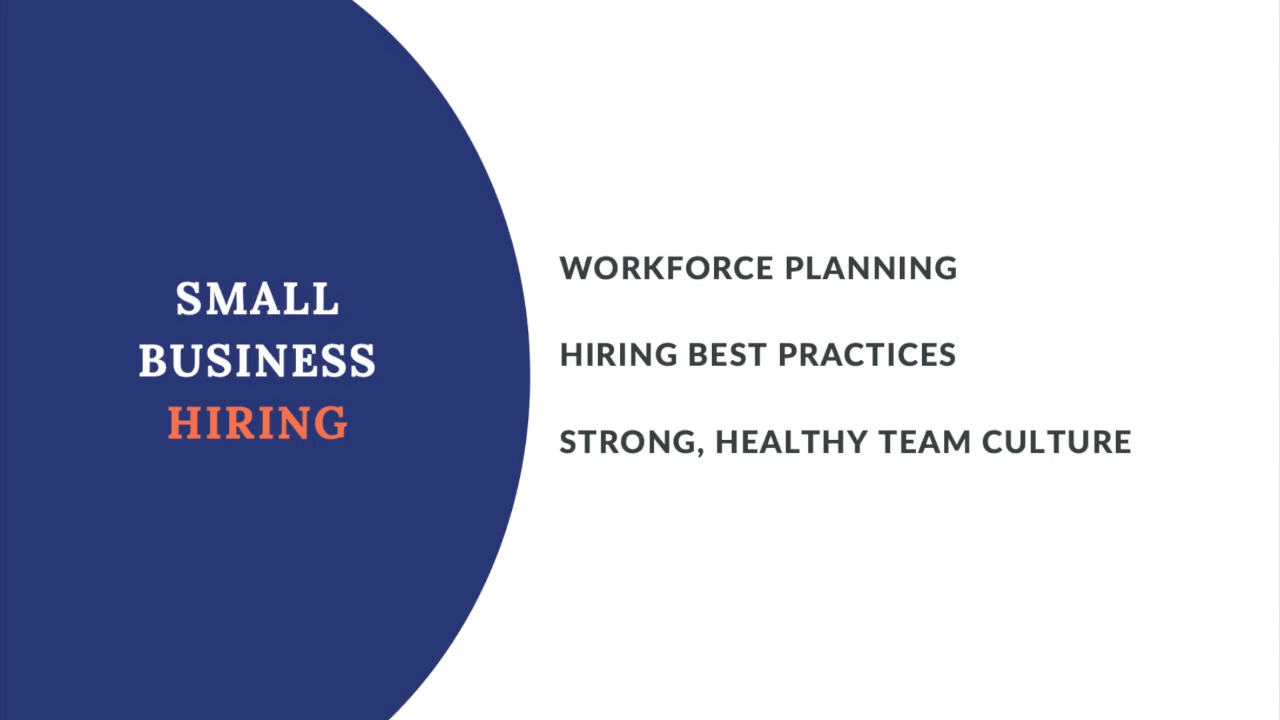 SMALL
BUSINESS
HIRING
WORKFORCE PLANNING
HIRING BEST PRACTICES
STRONG, HEALTHY TEAM CULTURE